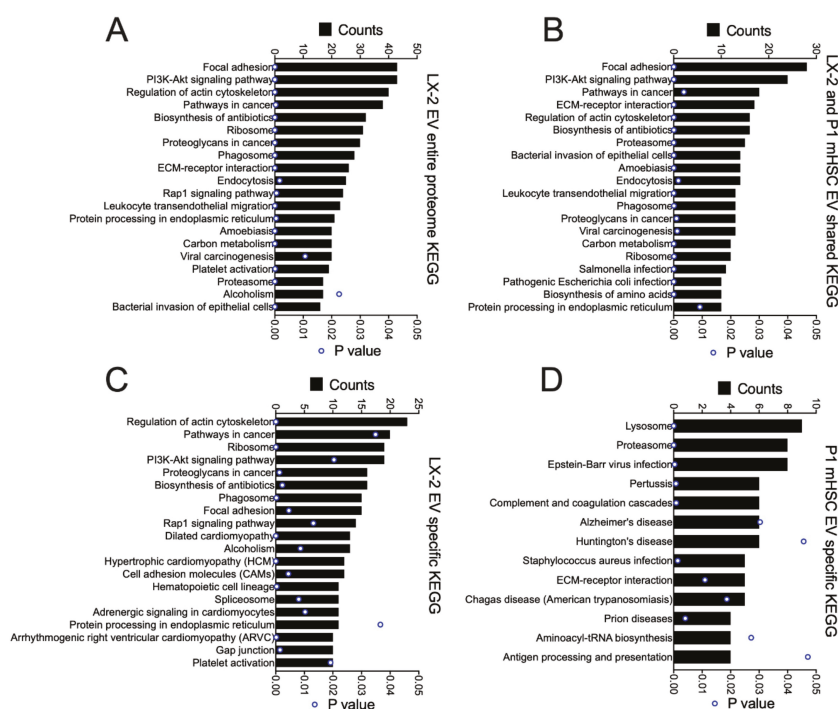 A
Counts
0 10 20 30 40 50
Focal adhesion
PI3K-Akt signaling pathway
Regulation of actin cytoskeleton
Pathways in cancer
Biosynthesis of antibiotics
Ribosome
Proteoglycans in cancer
Phagosome
ECM-receptor interaction
Endocytosis
Rap1 signaling pathway
Leukocyte transendothelial migration
Protein processing in endoplasmic reticulum
Amoebiasis
Carbon metabolism
Viral carcinogenesis
Platelet activation
Proteasome
Alcoholism
Bacterial invasion of epithelial cells
0.00 0.01 0.02 0.03 0.04 0.05
P value
LX-2 EV entire proteome KEGG
B
Counts
0 10 20 30
Focal adhesion
PI3K-Akt signaling pathway
Pathways in cancer
ECM-receptor interaction
Regulation of actin cytoskeleton
Biosynthesis of antibiotics
Proteasome
Bacterial invasion of epithelial cells
Amoebiasis
Endocytosis
Leukocyte transendothelial migration
Phagosome
Proteoglycans in cancer
Viral carcinogenesis
Carbon metabolism
Ribosome
Salmonella infection
Pathogenic Escherichia coli infection
Biosynthesis of amino acids
Protein processing in endoplasmic reticulum
0.00 0.01 0.02 0.03 0.04 0.05
P value
LX-2 and P1 mHSC EV shared KEGG
C
Counts
0 5 10 15 20 25
Regulation of actin cytoskeleton
Pathways in cancer
Ribosome
PI3K-Akt signaling pathway
Proteoglycans in cancer
Biosynthesis of antibiotics
Phagosome
Focal adhesion
Rap1 signaling pathway
Dilated cardiomyopathy
Alcoholism
Hypertrophic cardiomyopathy (HCM)
Cell adhesion molecules (CAMs)
Hematopoietic cell lineage
Spliceosome
Adrenergic signaling in cardiomyocytes
Protein processing in endoplasmic reticulum
Arrhythmogenic right ventricular cardiomyopathy (ARVC)
Gap junction
Platelet activation
0.00 0.01 0.02 0.03 0.04 0.05
P value
LX-2 EV specific KEGG
D
Counts
0 2 4 6 8 10
Lysosome
Proteasome
Epstein-Barr virus infection
Pertussis
Complement and coagulation cascades
Alzheimer's disease
Huntington's disease
Staphylococcus aureus infection
ECM-receptor interaction
Chagas disease (American trypanosomiasis)
Prion diseases
Aminoacyl-tRNA biosynthesis
Antigen processing and presentation
0.00 0.01 0.02 0.03 0.04 0.05
P value
P1 mHSC EV specific KEGG